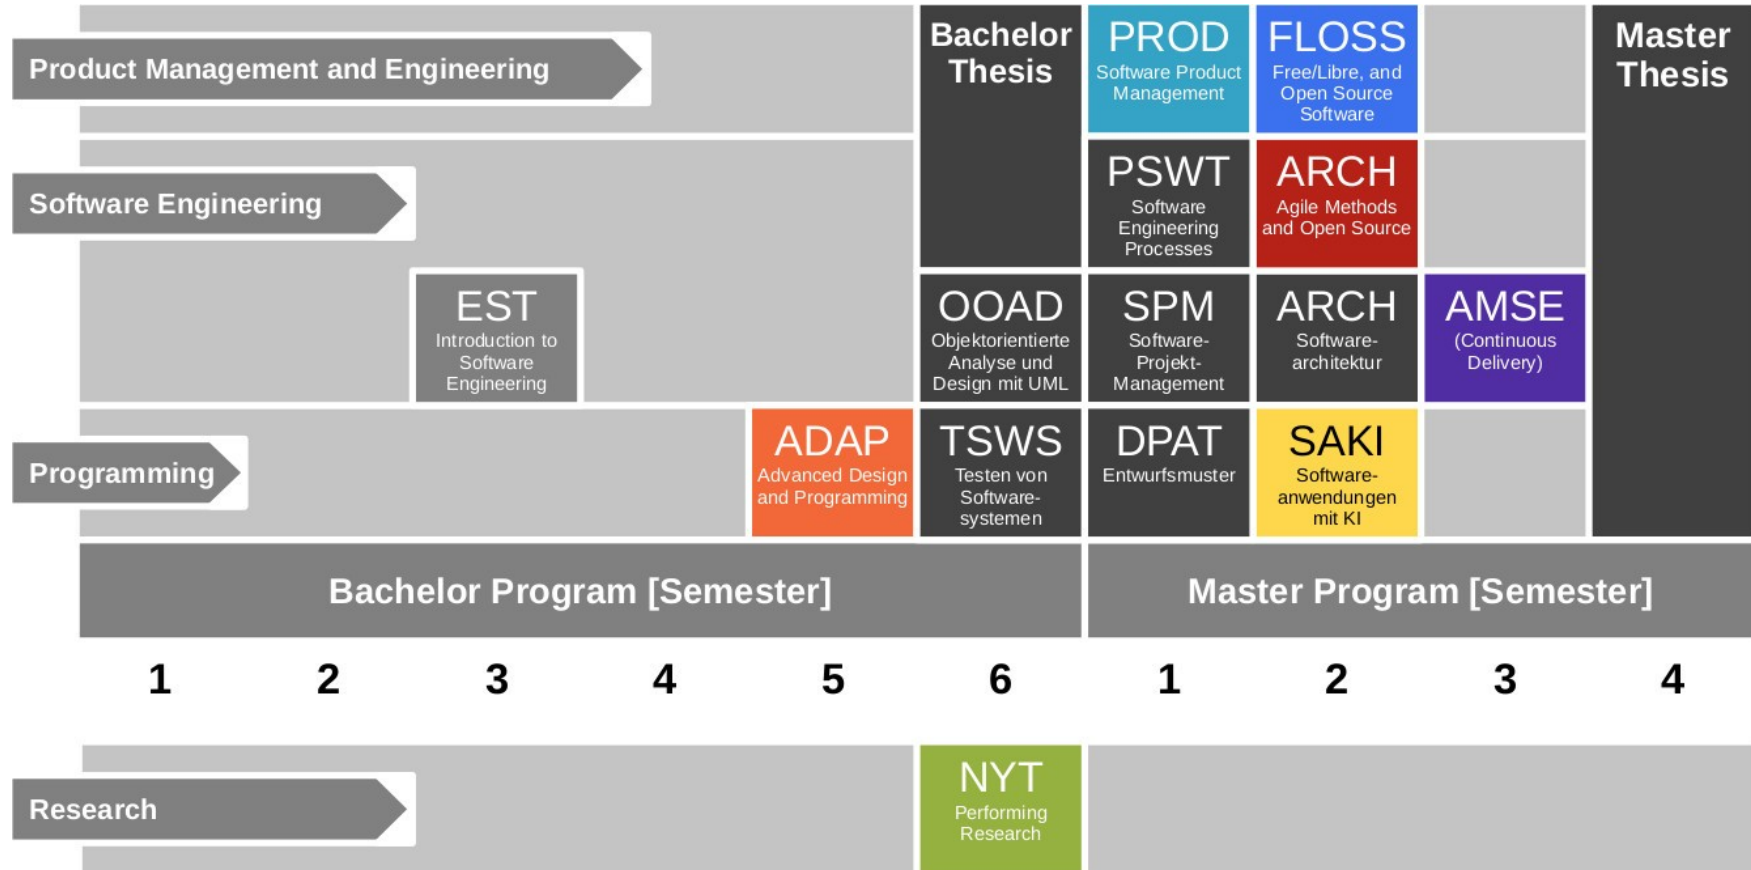 Product Management and Engineering
Bachelor
Thesis
PROD
Software Product
Management
FLOSS
Free/Libre, and
Open Source
Software
Master
Thesis
Software Engineering
PSWT
Software
Engineering
Processes
ARCH
Agile Methods
and Open Source
EST
Introduction to
Software
Engineering
OOAD
Objektorientierte
Analyse und
Design mit UML
SPM
Software-
Projekt-
Management
ARCH
Software-
architektur
AMSE
(Continuous
Delivery)
Programming
ADAP
Advanced Design
and Programming
TSWS
Testen von
Software-
systemen
DPAT
Entwurfsmuster
SAKI
Software-
anwendungen
mit KI
Bachelor Program [Semester]
Master Program [Semester]
1 2 3 4 5 6 1 2 3 4
Research
NYT
Performing
Research